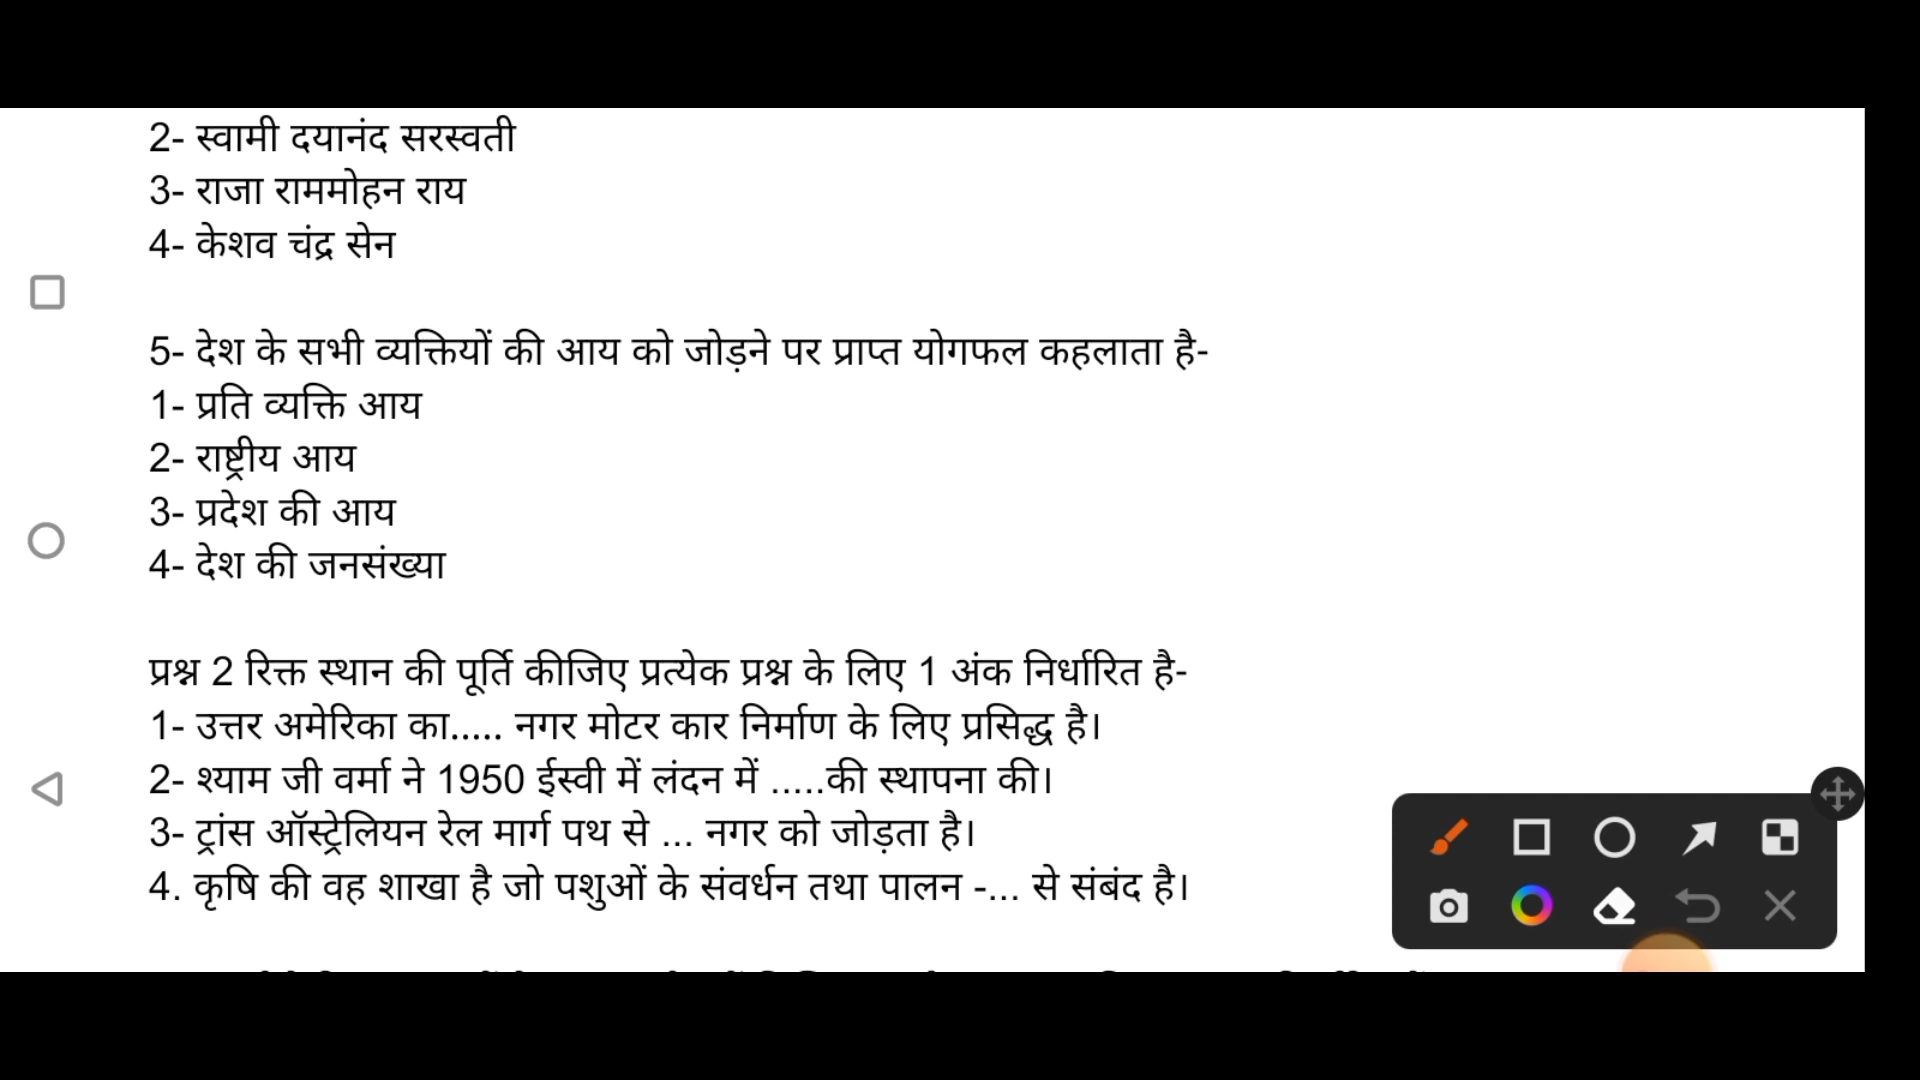 2- स्वामी दयानंद सरस्वती
3- राजा राममोहन राय
4- केशव चंद्र सेन
5- देश के सभी व्यक्तियों की आय को जोड़ने पर प्राप्त योगफल कहलाता है-
1- प्रति व्यक्ति आय
2- राष्ट्रीय आय
3- प्रदेश की आय
4- देश की जनसंख्या
प्रश्न 2 रिक्त स्थान की पूर्ति कीजिए प्रत्येक प्रश्न के लिए 1 अंक निर्धारित है-
1- उत्तर अमेरिका का..... नगर मोटर कार निर्माण के लिए प्रसिद्ध है।
2- श्याम जी वर्मा ने 1950 ईस्वी में लंदन में .....की स्थापना की।
3- ट्रांस ऑस्ट्रेलियन रेल मार्ग पथ से ... नगर को जोड़ता है।
4. कृषि की वह शाखा है जो पशुओं के संवर्धन तथा पालन -... से संबंद है।